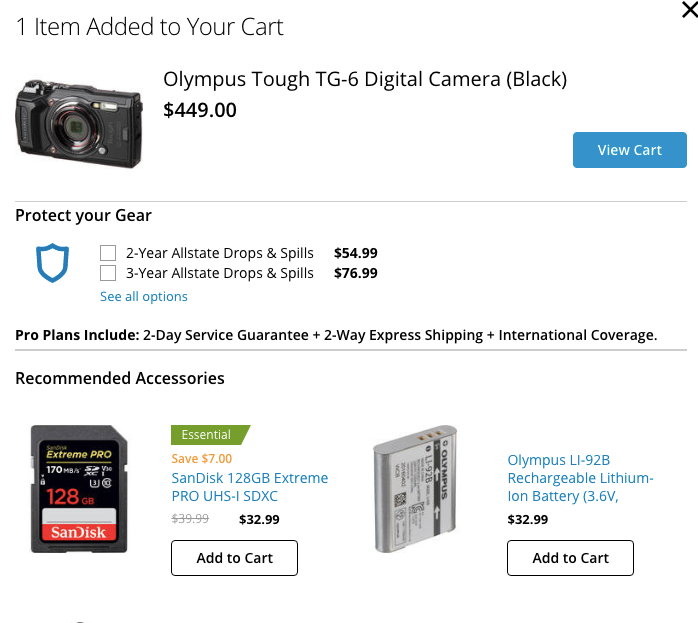 1 Item Added to Your Cart
Olympus Tough TG-6 Digital Camera (Black)
$449.00
View Cart
Protect your Gear
2-Year Allstate Drops & Spills $54.99
3-Year Allstate Drops & Spills $76.99
See all options
Pro Plans Include: 2-Day Service Guarantee + 2-Way Express Shipping + International Coverage.
Recommended Accessories
SanDisk
Extreme PRO
170 MB/s
128 GB
SanDisk
Essential
Save $7.00
SanDisk 128GB Extreme
PRO UHS-I SDXC
$39.99 $32.99
Add to Cart
OLYMPUS
LI-92B
Olympus LI-92B
Rechargeable Lithium-
Ion Battery (3.6V,
$32.99
Add to Cart